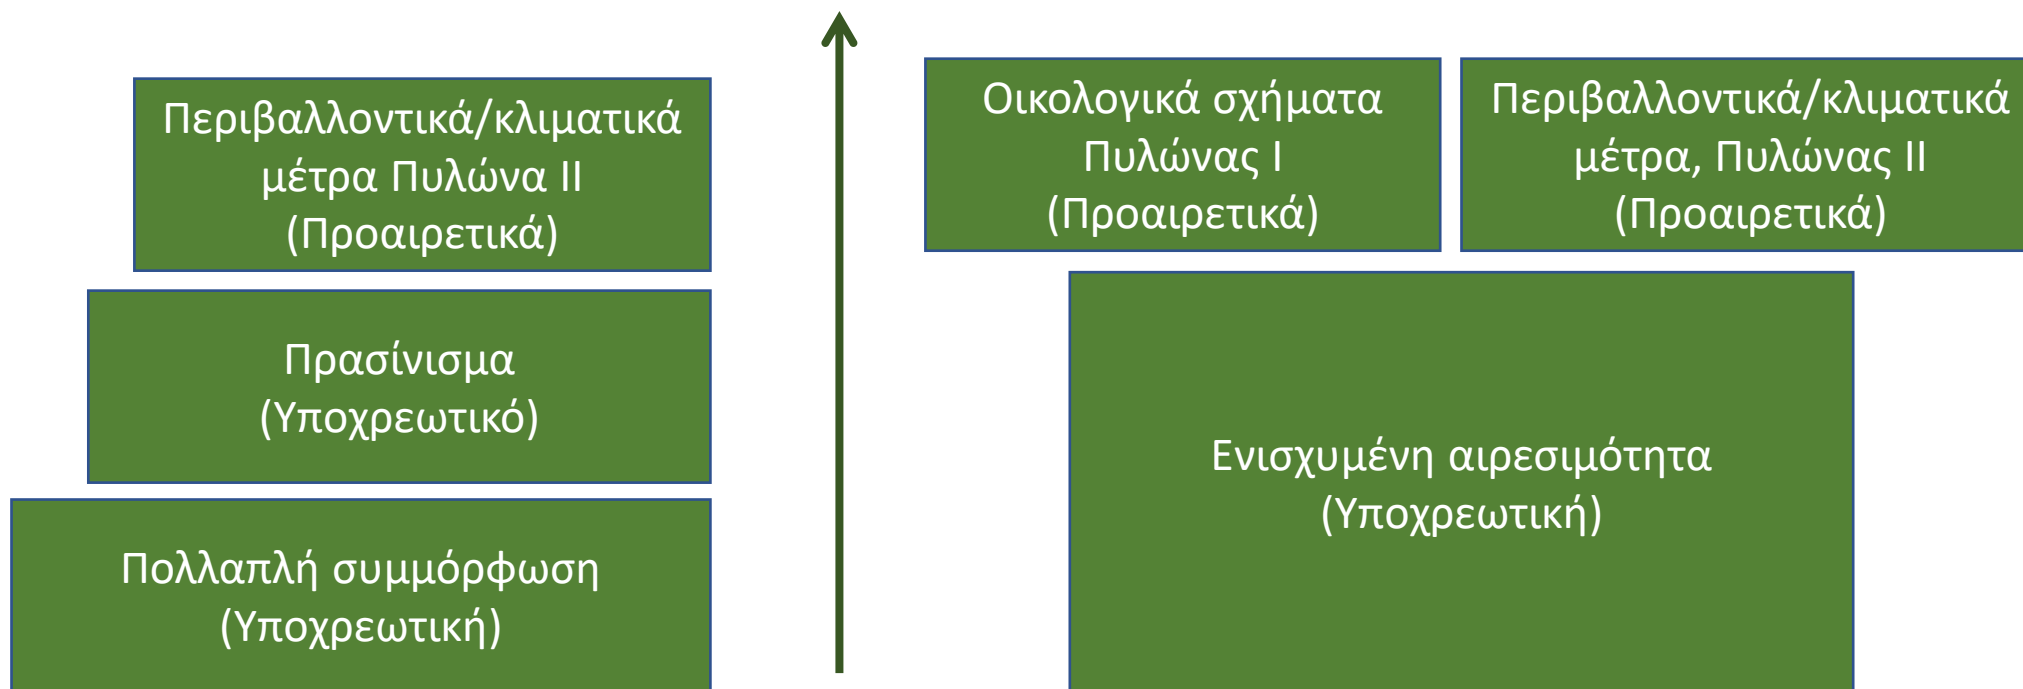 Περιβαλλοντικά/κλιματικά
μέτρα Πυλώνα ΙΙ
(Προαιρετικά)
Πρασίνισμα
(Υποχρεωτικό)
Πολλαπλή συμμόρφωση
(Υποχρεωτική)
Οικολογικά σχήματα
Πυλώνας Ι
(Προαιρετικά)
Περιβαλλοντικά/κλιματικά
μέτρα, Πυλώνας ΙΙ
(Προαιρετικά)
Ενισχυμένη αιρεσιμότητα
(Υποχρεωτική)